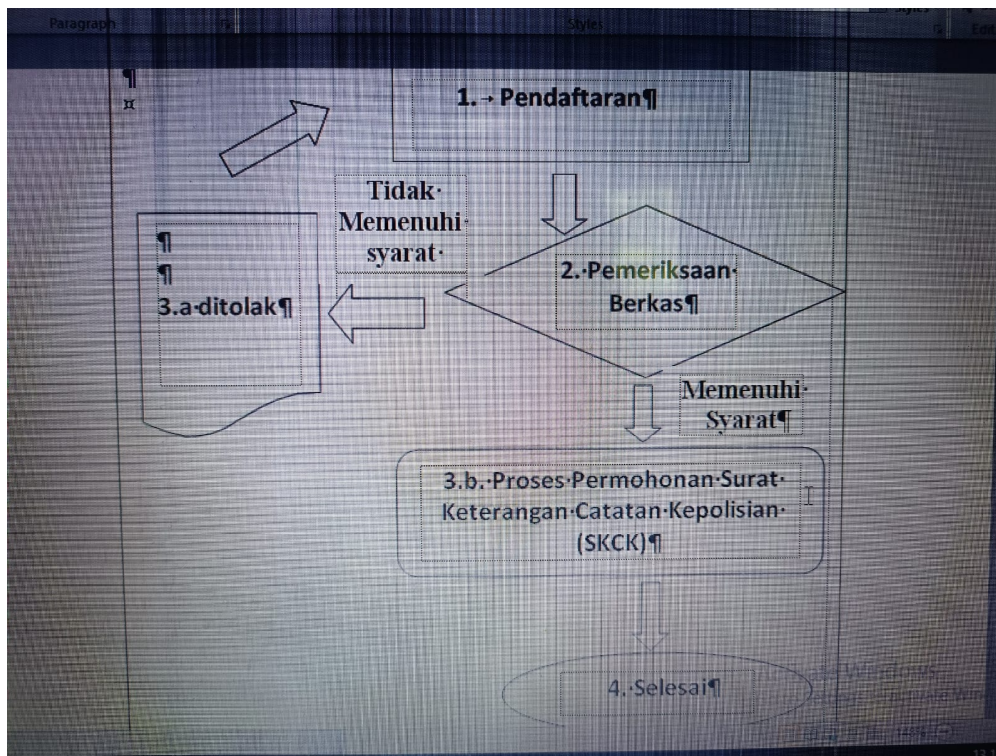 Paragraph
Styles
1. → Pendaftaran¶
Tidak·
Memenuhi·
syarat·
2.·Pemeriksaan·
Berkas¶
3.a·ditolak¶
Memenuhi·
Syarat¶
3.b.·Proses·Permohonan·Surat·
Keterangan·Catatan·Kepolisian·
(SKCK)¶
4.·Selesai¶